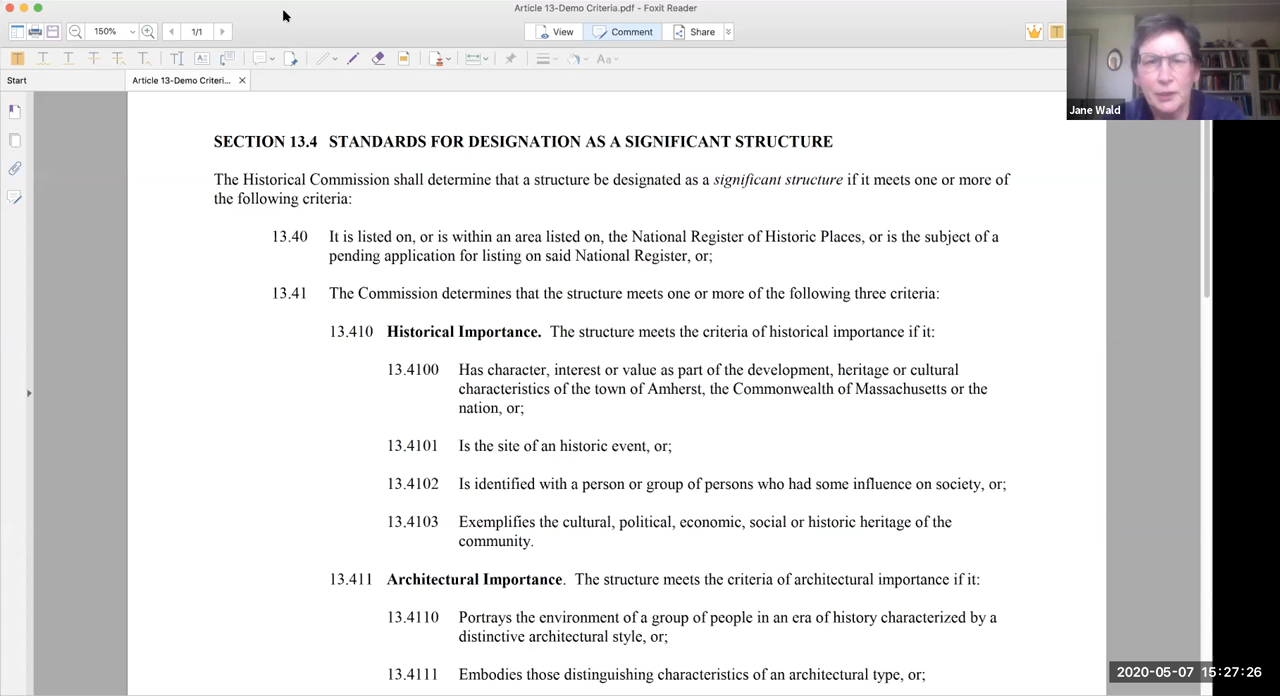 Article 13-Demo Criteria.pdf - Foxit Reader
150%
1/1
View
Comment
Share
Aa
Start
Article 13-Demo Criteri...
Jane Wald
SECTION 13.4 STANDARDS FOR DESIGNATION AS A SIGNIFICANT STRUCTURE
The Historical Commission shall determine that a structure be designated as a significant structure if it meets one or more of
the following criteria:
13.40 It is listed on, or is within an area listed on, the National Register of Historic Places, or is the subject of a
pending application for listing on said National Register, or;
13.41 The Commission determines that the structure meets one or more of the following three criteria:
13.410 Historical Importance. The structure meets the criteria of historical importance if it:
13.4100 Has character, interest or value as part of the development, heritage or cultural
characteristics of the town of Amherst, the Commonwealth of Massachusetts or the
nation, or;
13.4101 Is the site of an historic event, or;
13.4102 Is identified with a person or group of persons who had some influence on society, or;
13.4103 Exemplifies the cultural, political, economic, social or historic heritage of the
community.
13.411 Architectural Importance. The structure meets the criteria of architectural importance if it:
13.4110 Portrays the environment of a group of people in an era of history characterized by a
distinctive architectural style, or;
13.4111 Embodies those distinguishing characteristics of an architectural type, or;
2020-05-07 15:27:26